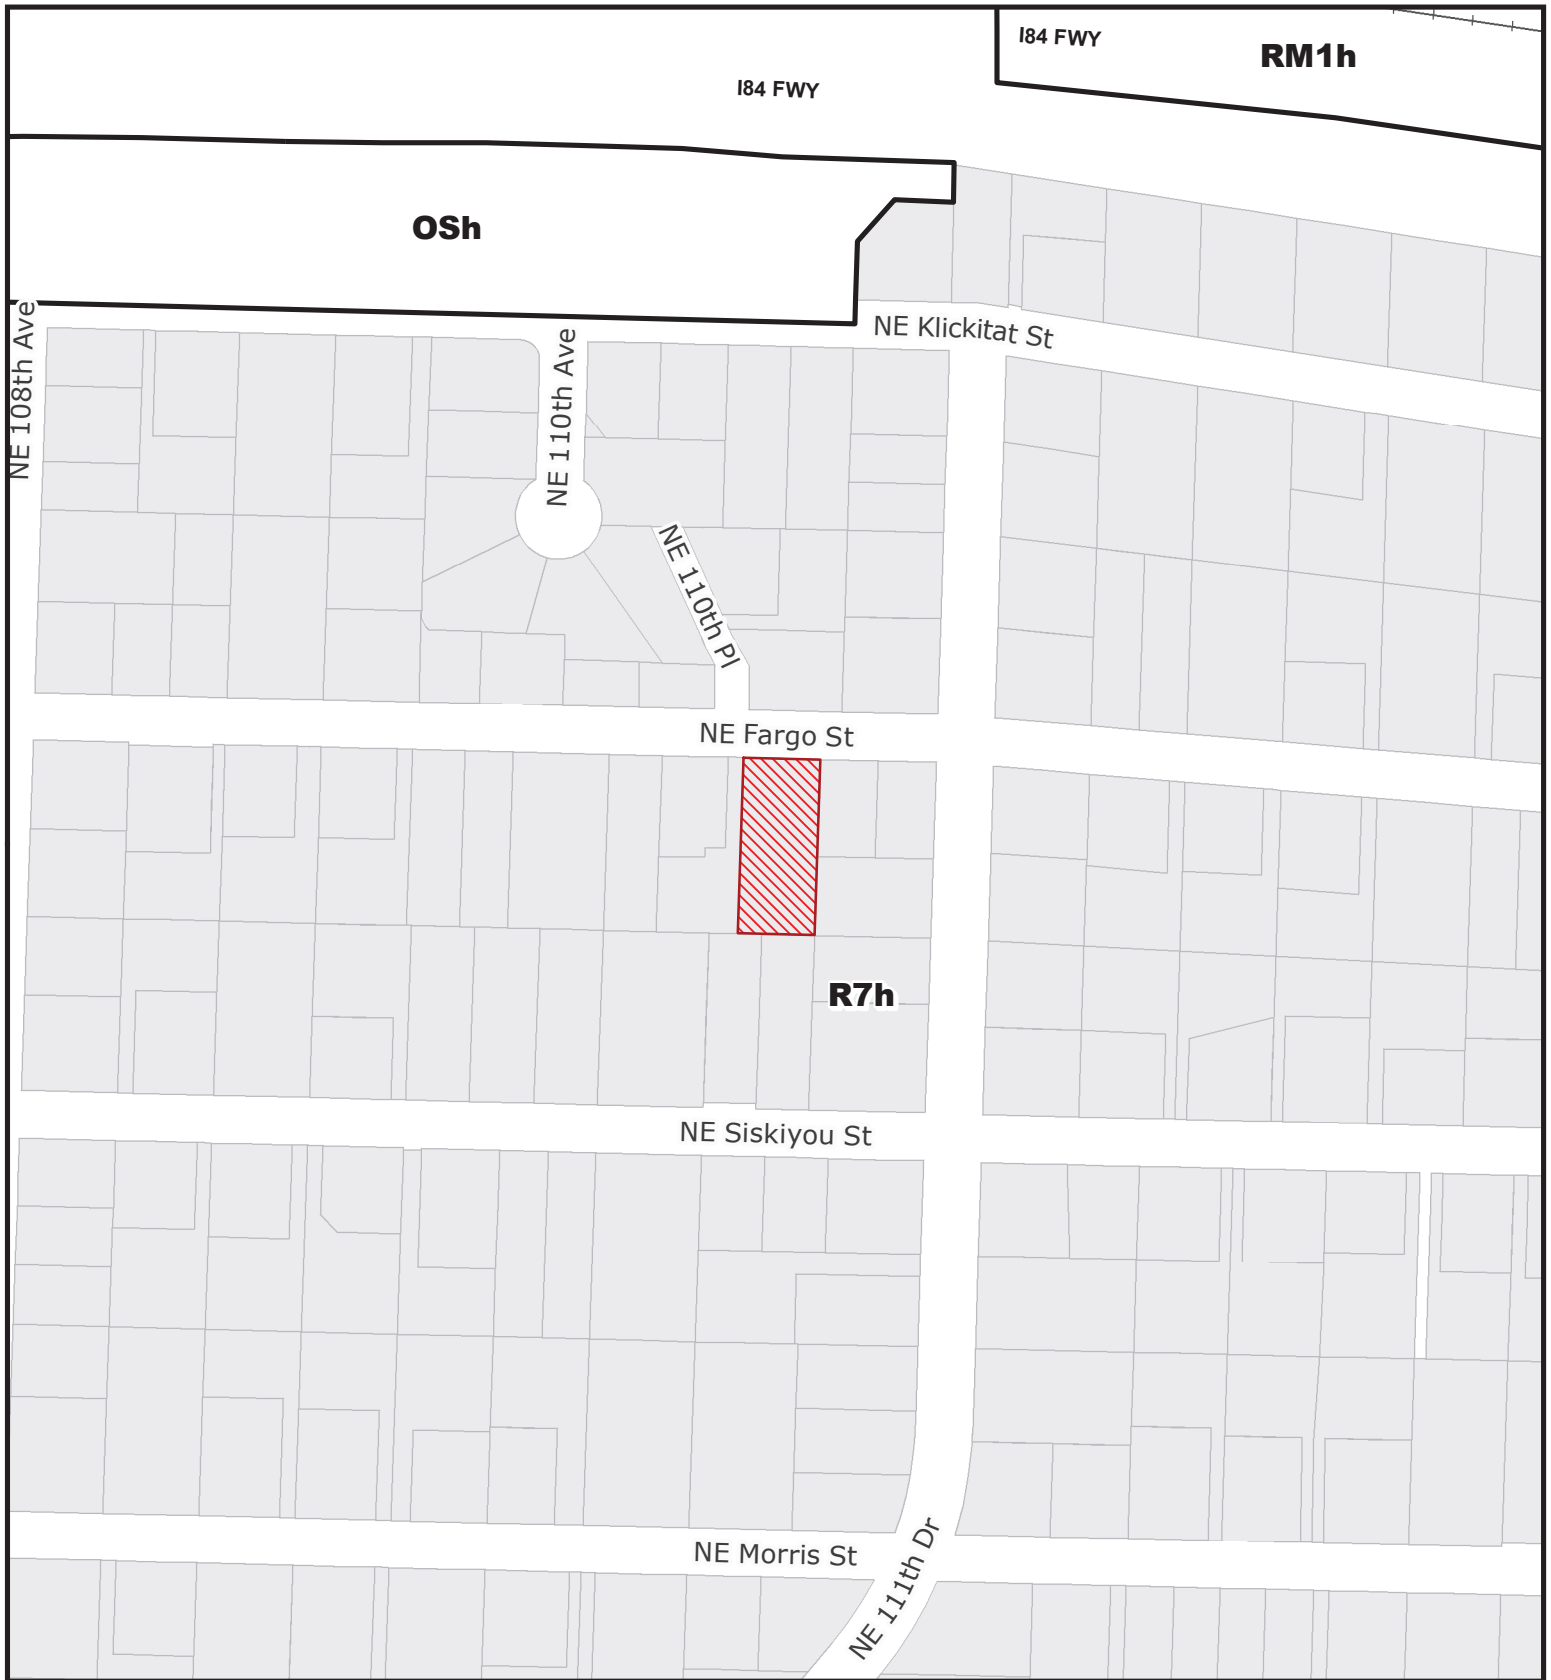 I84 FWY
RM1h
I84 FWY
OSh
NE Klickitat St
NE 108th Ave
NE 110th Ave
NE 110th Pl
NE Fargo St
R7h
NE Siskiyou St
NE Morris St
NE 111th Dr